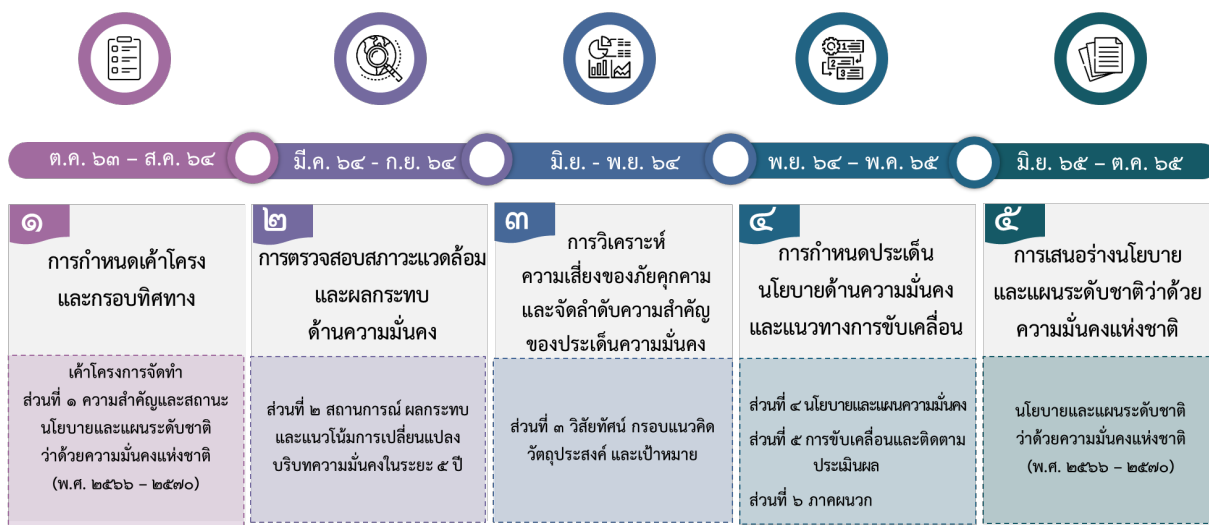 ต.ค. ๖๓ – ส.ค. ๖๔
มี.ค. ๖๔ - ก.ย. ๖๔
มิ.ย. - พ.ย. ๖๔
พ.ย. ๖๔ – พ.ค. ๖๕
มิ.ย. ๖๕ – ต.ค. ๖๕
๑
การกำหนดเค้าโครง
และกรอบทิศทาง
เค้าโครงการจัดทำ
ส่วนที่ ๑ ความสำคัญและสถานะ
นโยบายและแผนระดับชาติ
ว่าด้วยความมั่นคงแห่งชาติ
(พ.ศ. ๒๕๖๖ – ๒๕๗๐)
๒
การตรวจสอบสภาวะแวดล้อม
และผลกระทบ
ด้านความมั่นคง
ส่วนที่ ๒ สถานการณ์ ผลกระทบ
และแนวโน้มการเปลี่ยนแปลง
บริบทความมั่นคงในระยะ ๕ ปี
๓
การวิเคราะห์
ความเสี่ยงของภัยคุกคาม
และจัดลำดับความสำคัญ
ของประเด็นความมั่นคง
ส่วนที่ ๓ วิสัยทัศน์ กรอบแนวคิด
วัตถุประสงค์ และเป้าหมาย
๔
การกำหนดประเด็น
นโยบายด้านความมั่นคง
และแนวทางการขับเคลื่อน
ส่วนที่ ๔ นโยบายและแผนความมั่นคง
ส่วนที่ ๕ การขับเคลื่อนและติดตาม
ประเมินผล
ส่วนที่ ๖ ภาคผนวก
๕
การเสนอร่างนโยบาย
และแผนระดับชาติว่าด้วย
ความมั่นคงแห่งชาติ
นโยบายและแผนระดับชาติ
ว่าด้วยความมั่นคงแห่งชาติ
(พ.ศ. ๒๕๖๖ – ๒๕๗๐)